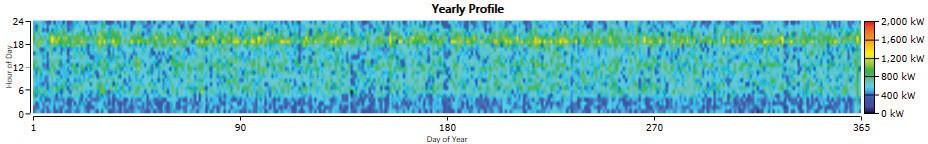 Yearly Profile
Hour of Day
24
18
12
6
0
2,000 kW
1,600 kW
1,200 kW
800 kW
400 kW
0 kW
1
90
180
270
365
Day of Year